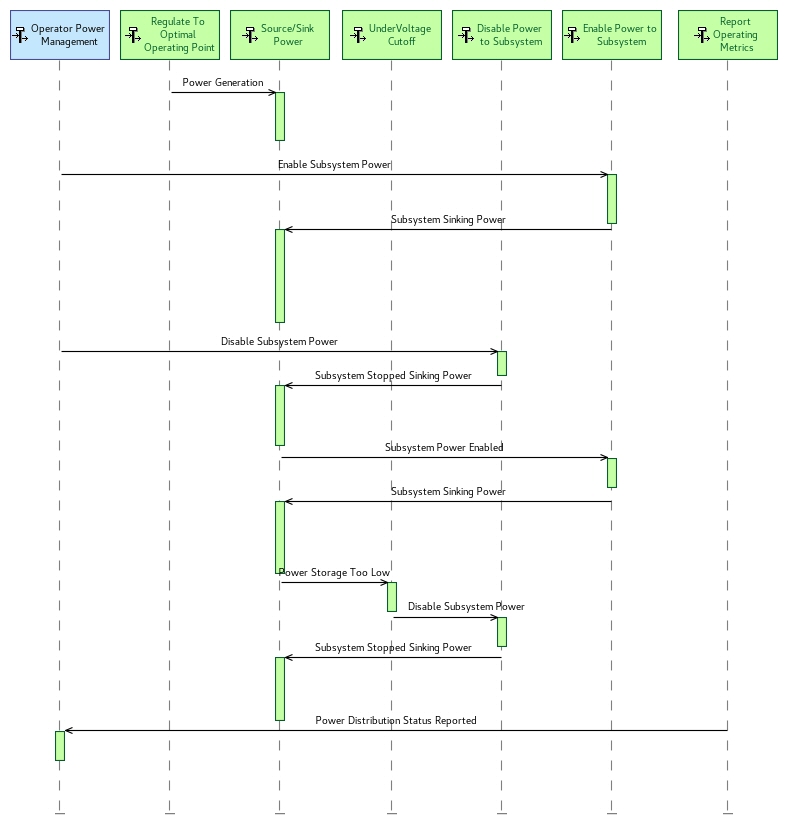 Operator Power
Management
Regulate To
Optimal
Operating Point
Source/Sink
Power
UnderVoltage
Cutoff
Disable Power
to Subsystem
Enable Power to
Subsystem
Report
Operating
Metrics
Power Generation
Enable Subsystem Power
Subsystem Sinking Power
Disable Subsystem Power
Subsystem Stopped Sinking Power
Subsystem Power Enabled
Subsystem Sinking Power
Power Storage Too Low
Disable Subsystem Power
Subsystem Stopped Sinking Power
Power Distribution Status Reported